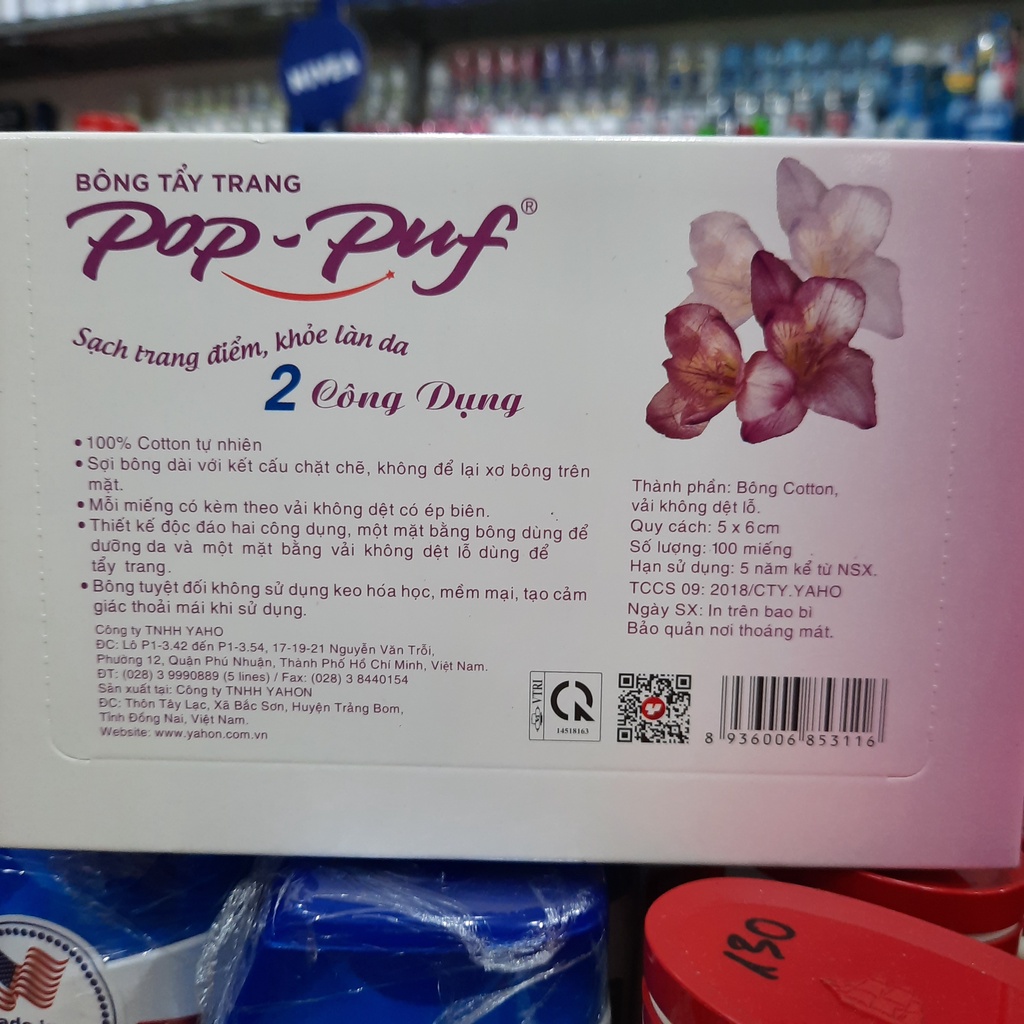 NIVEA
BÔNG TẨY TRANG
Pop-Puf®
Sạch trang điểm, khỏe làn da
2 Công Dụng
• 100% Cotton tự nhiên
• Sợi bông dài với kết cấu chặt chẽ, không để lại xơ bông trên
mặt.
• Mỗi miếng có kèm theo vải không dệt có ép biên.
• Thiết kế độc đáo hai công dụng, một mặt bằng bông dùng để
dưỡng da và một mặt bằng vải không dệt lỗ dùng để
tẩy trang.
• Bông tuyệt đối không sử dụng keo hóa học, mềm mại, tạo cảm
giác thoải mái khi sử dụng.
Công ty TNHH YAHO
ĐC: Lô P1-3.42 đến P1-3.54, 17-19-21 Nguyễn Văn Trỗi,
Phường 12, Quận Phú Nhuận, Thành Phố Hồ Chí Minh, Việt Nam.
ĐT: (028) 3 9990889 (5 lines) / Fax: (028) 3 8440154
Sản xuất tại: Công ty TNHH YAHON
ĐC: Thôn Tây Lạc, Xã Bắc Sơn, Huyện Trảng Bom,
Tỉnh Đồng Nai, Việt Nam.
Website: www.yahon.com.vn
Thành phần: Bông Cotton,
vải không dệt lỗ.
Quy cách: 5 x 6cm
Số lượng: 100 miếng
Hạn sử dụng: 5 năm kể từ NSX.
TCCS 09: 2018/CTY.YAHO
Ngày SX: In trên bao bì
Bảo quản nơi thoáng mát.
VTRI
14518163
8 936006 853116
130